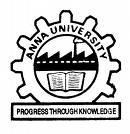 ANNA UNIVERSITY
PROGRESS THROUGH KNOWLEDGE